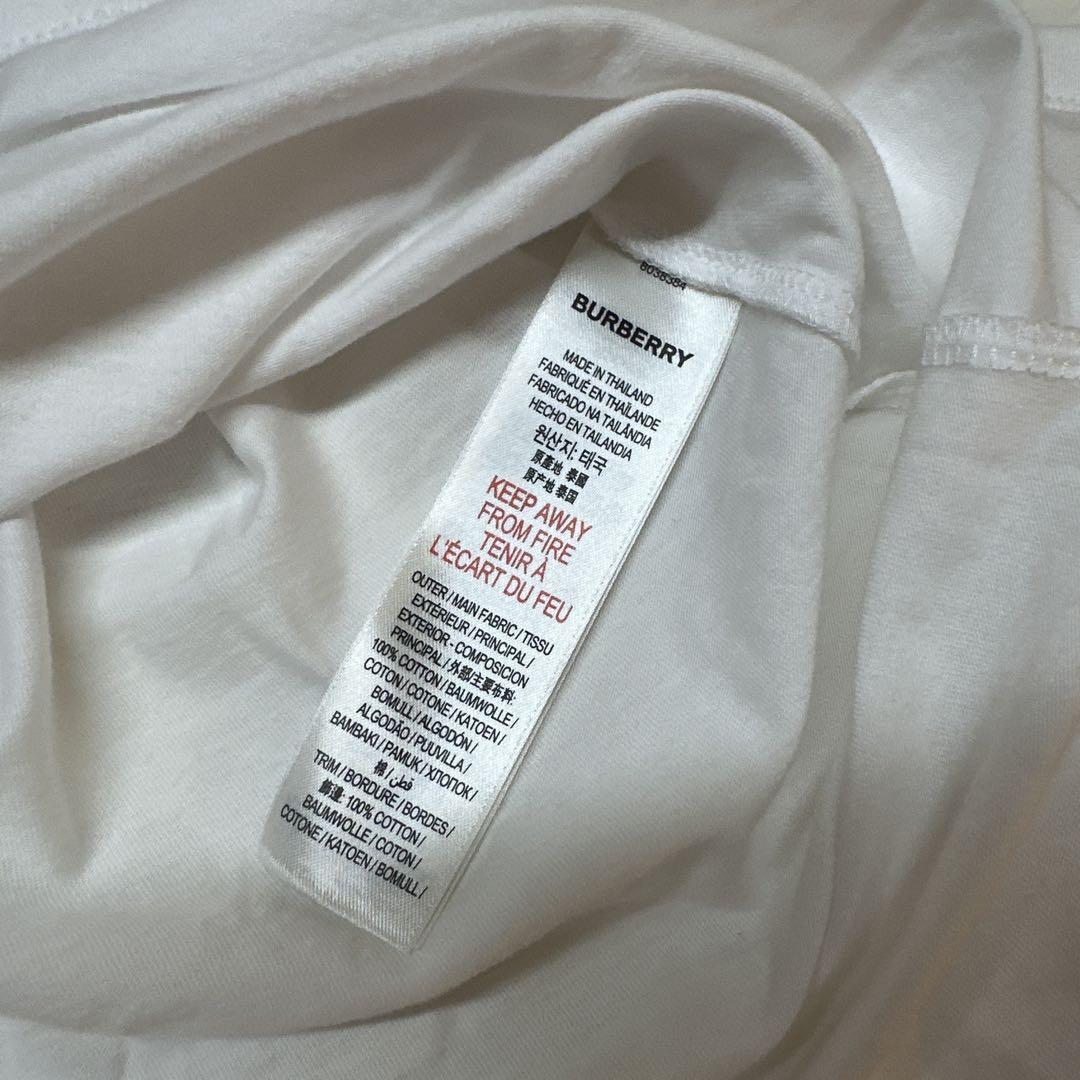 8038384
BURBERRY
MADE IN THAILAND
FABRIQUÉ EN THAÏLANDE
FABRICADO NA TAILÂNDIA
HECHO EN TAILANDIA
원산지: 태국
原產地 泰國
原产地 泰国
KEEP AWAY
FROM FIRE
TENIR À
L'ÉCART DU FEU
OUTER / MAIN FABRIC / TISSU
EXTÉRIEUR / PRINCIPAL /
EXTERIOR - COMPOSICION
PRINCIPAL / 外部/主要布料:
100% COTTON / BAUMWOLLE /
COTON / COTONE / KATOEN /
BOMULL / ALGODÓN /
ALGODÃO / PUUVILLA /
BAMBAKI / PAMUK / ХЛОПОК /
棉 / قطن /
TRIM / BORDURE / BORDES /
飾邊: 100% COTTON /
BAUMWOLLE / COTON /
COTONE / KATOEN / BOMULL /